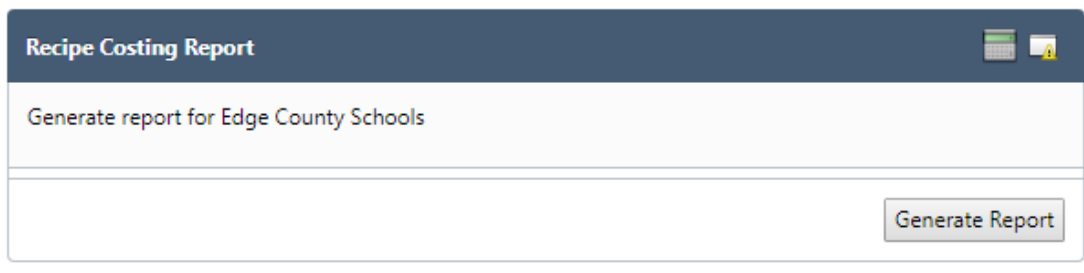 Recipe Costing Report
Generate report for Edge County Schools
Generate Report